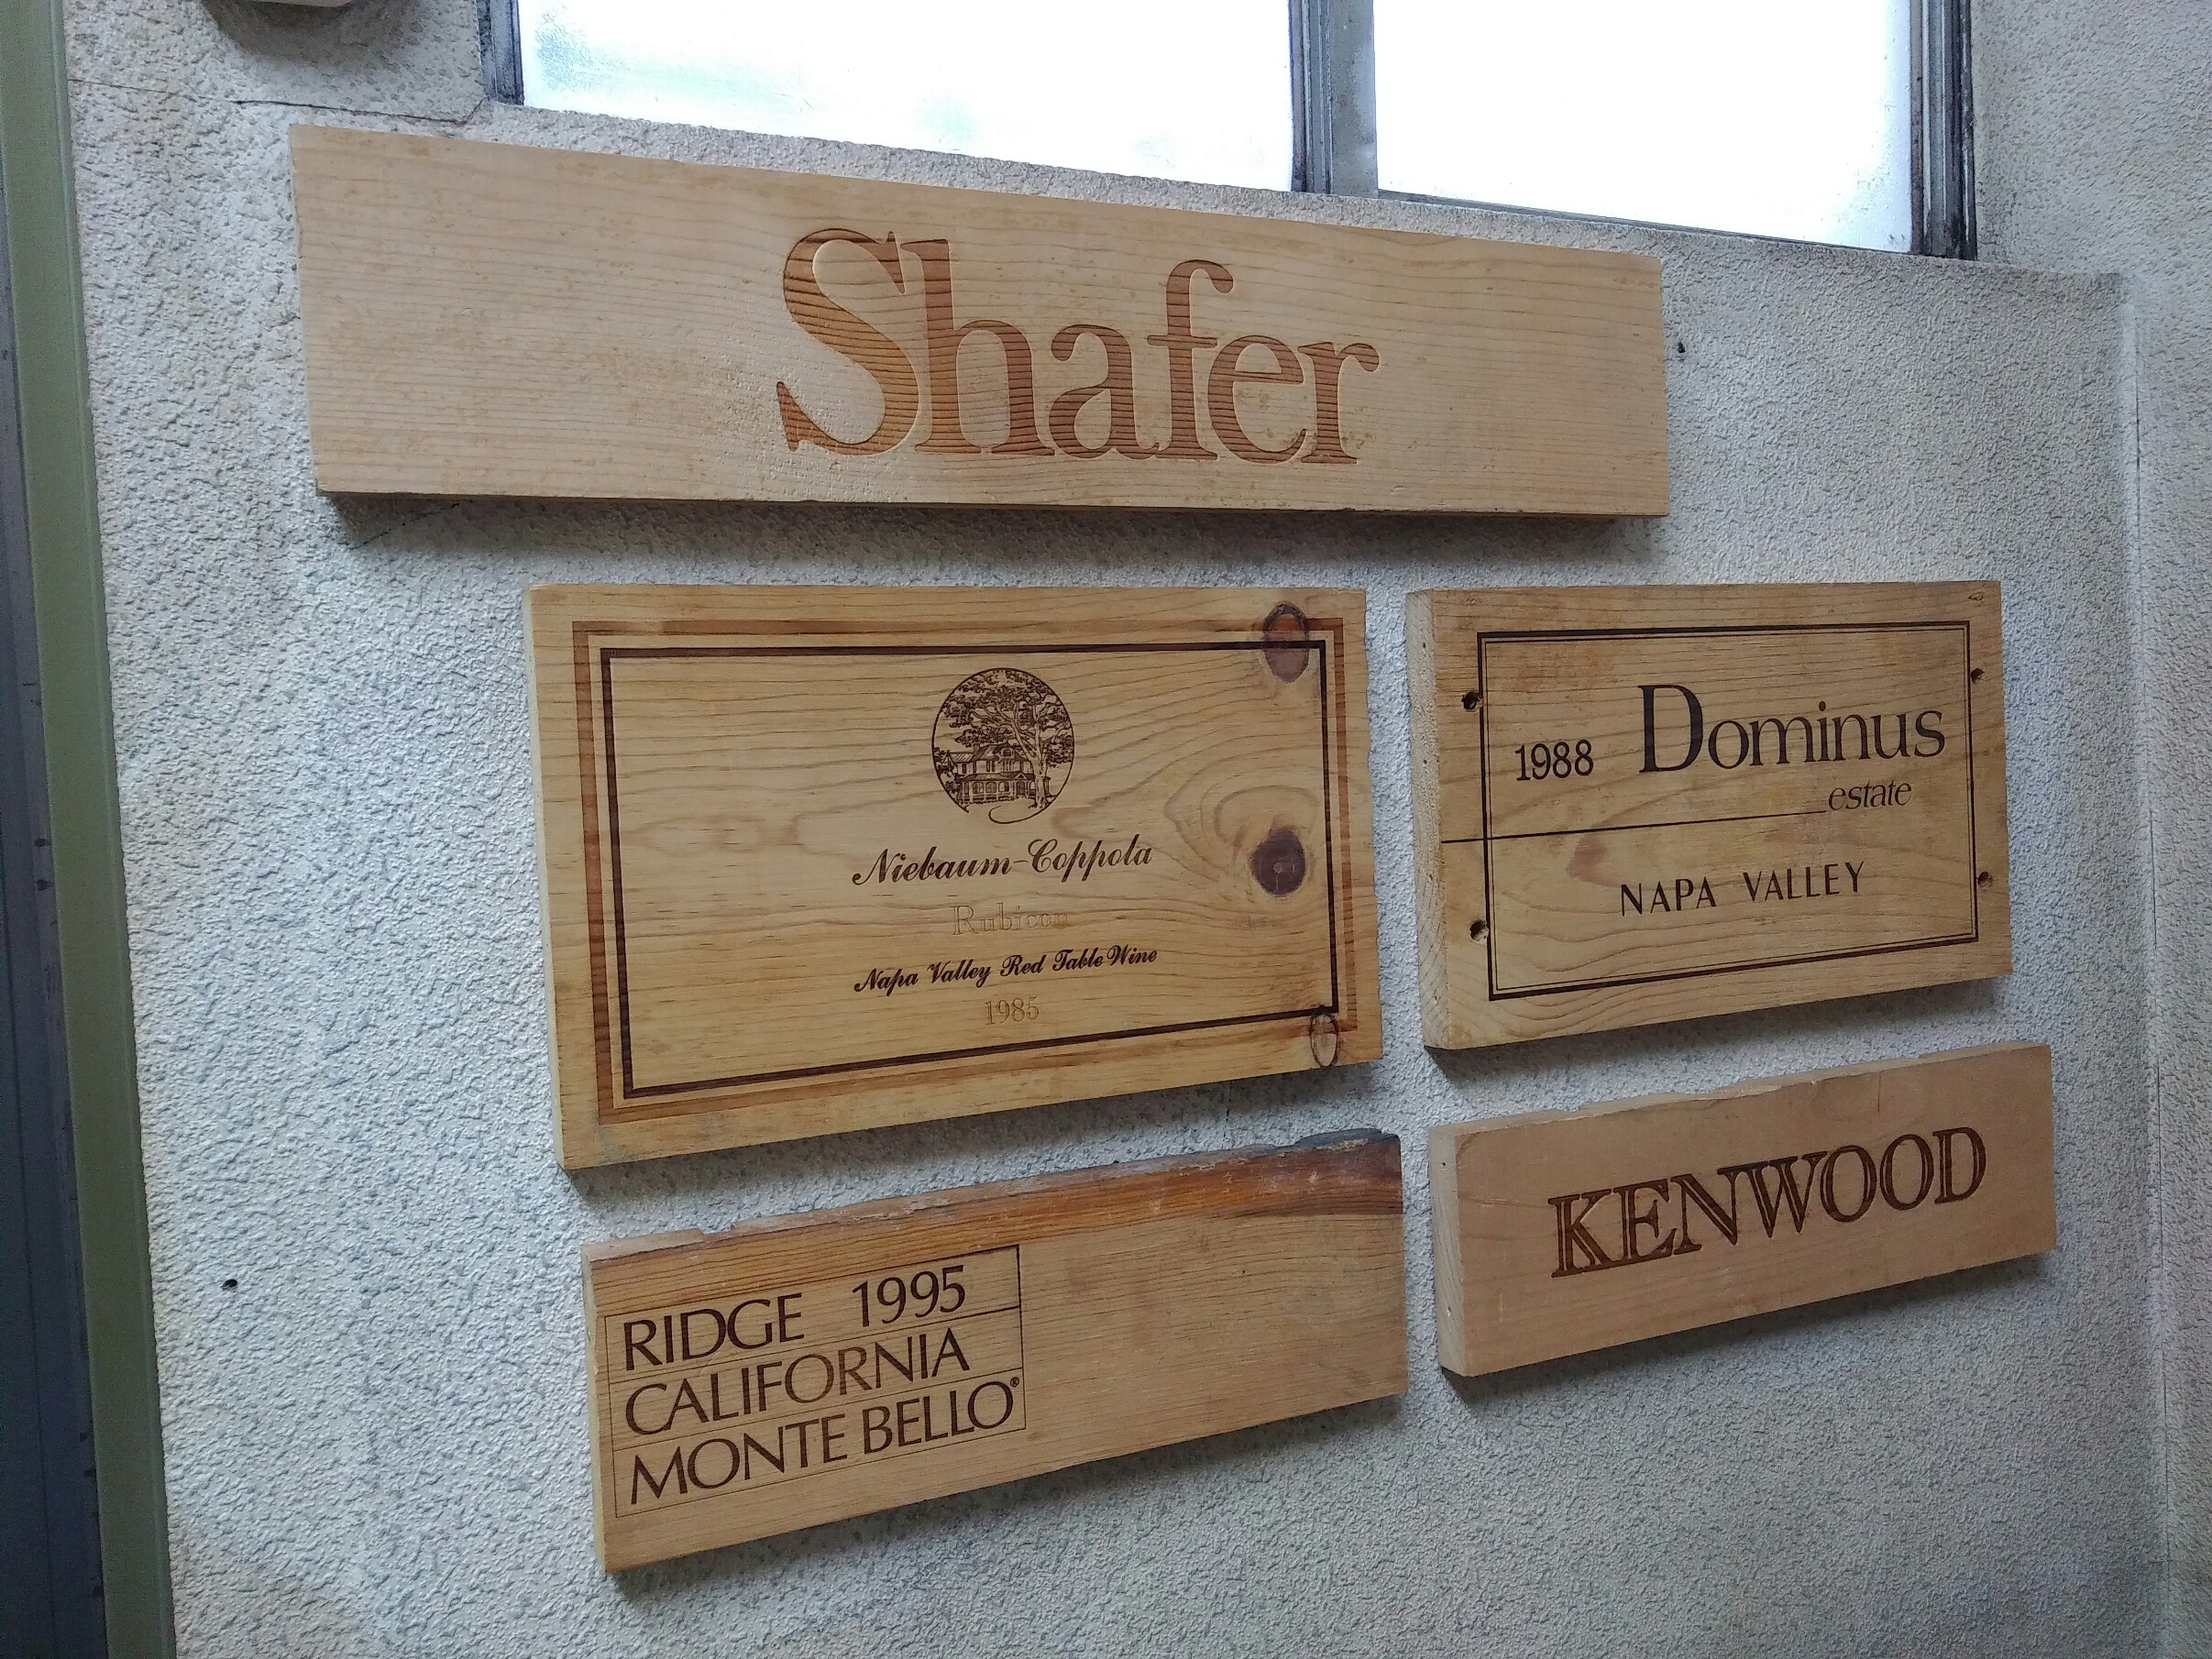 Shafer
Niebaum-Coppola
Rubicon
Napa Valley Red Table Wine
1985
1988 Dominus
estate
NAPA VALLEY
RIDGE 1995
CALIFORNIA
MONTE BELLO®
KENWOOD